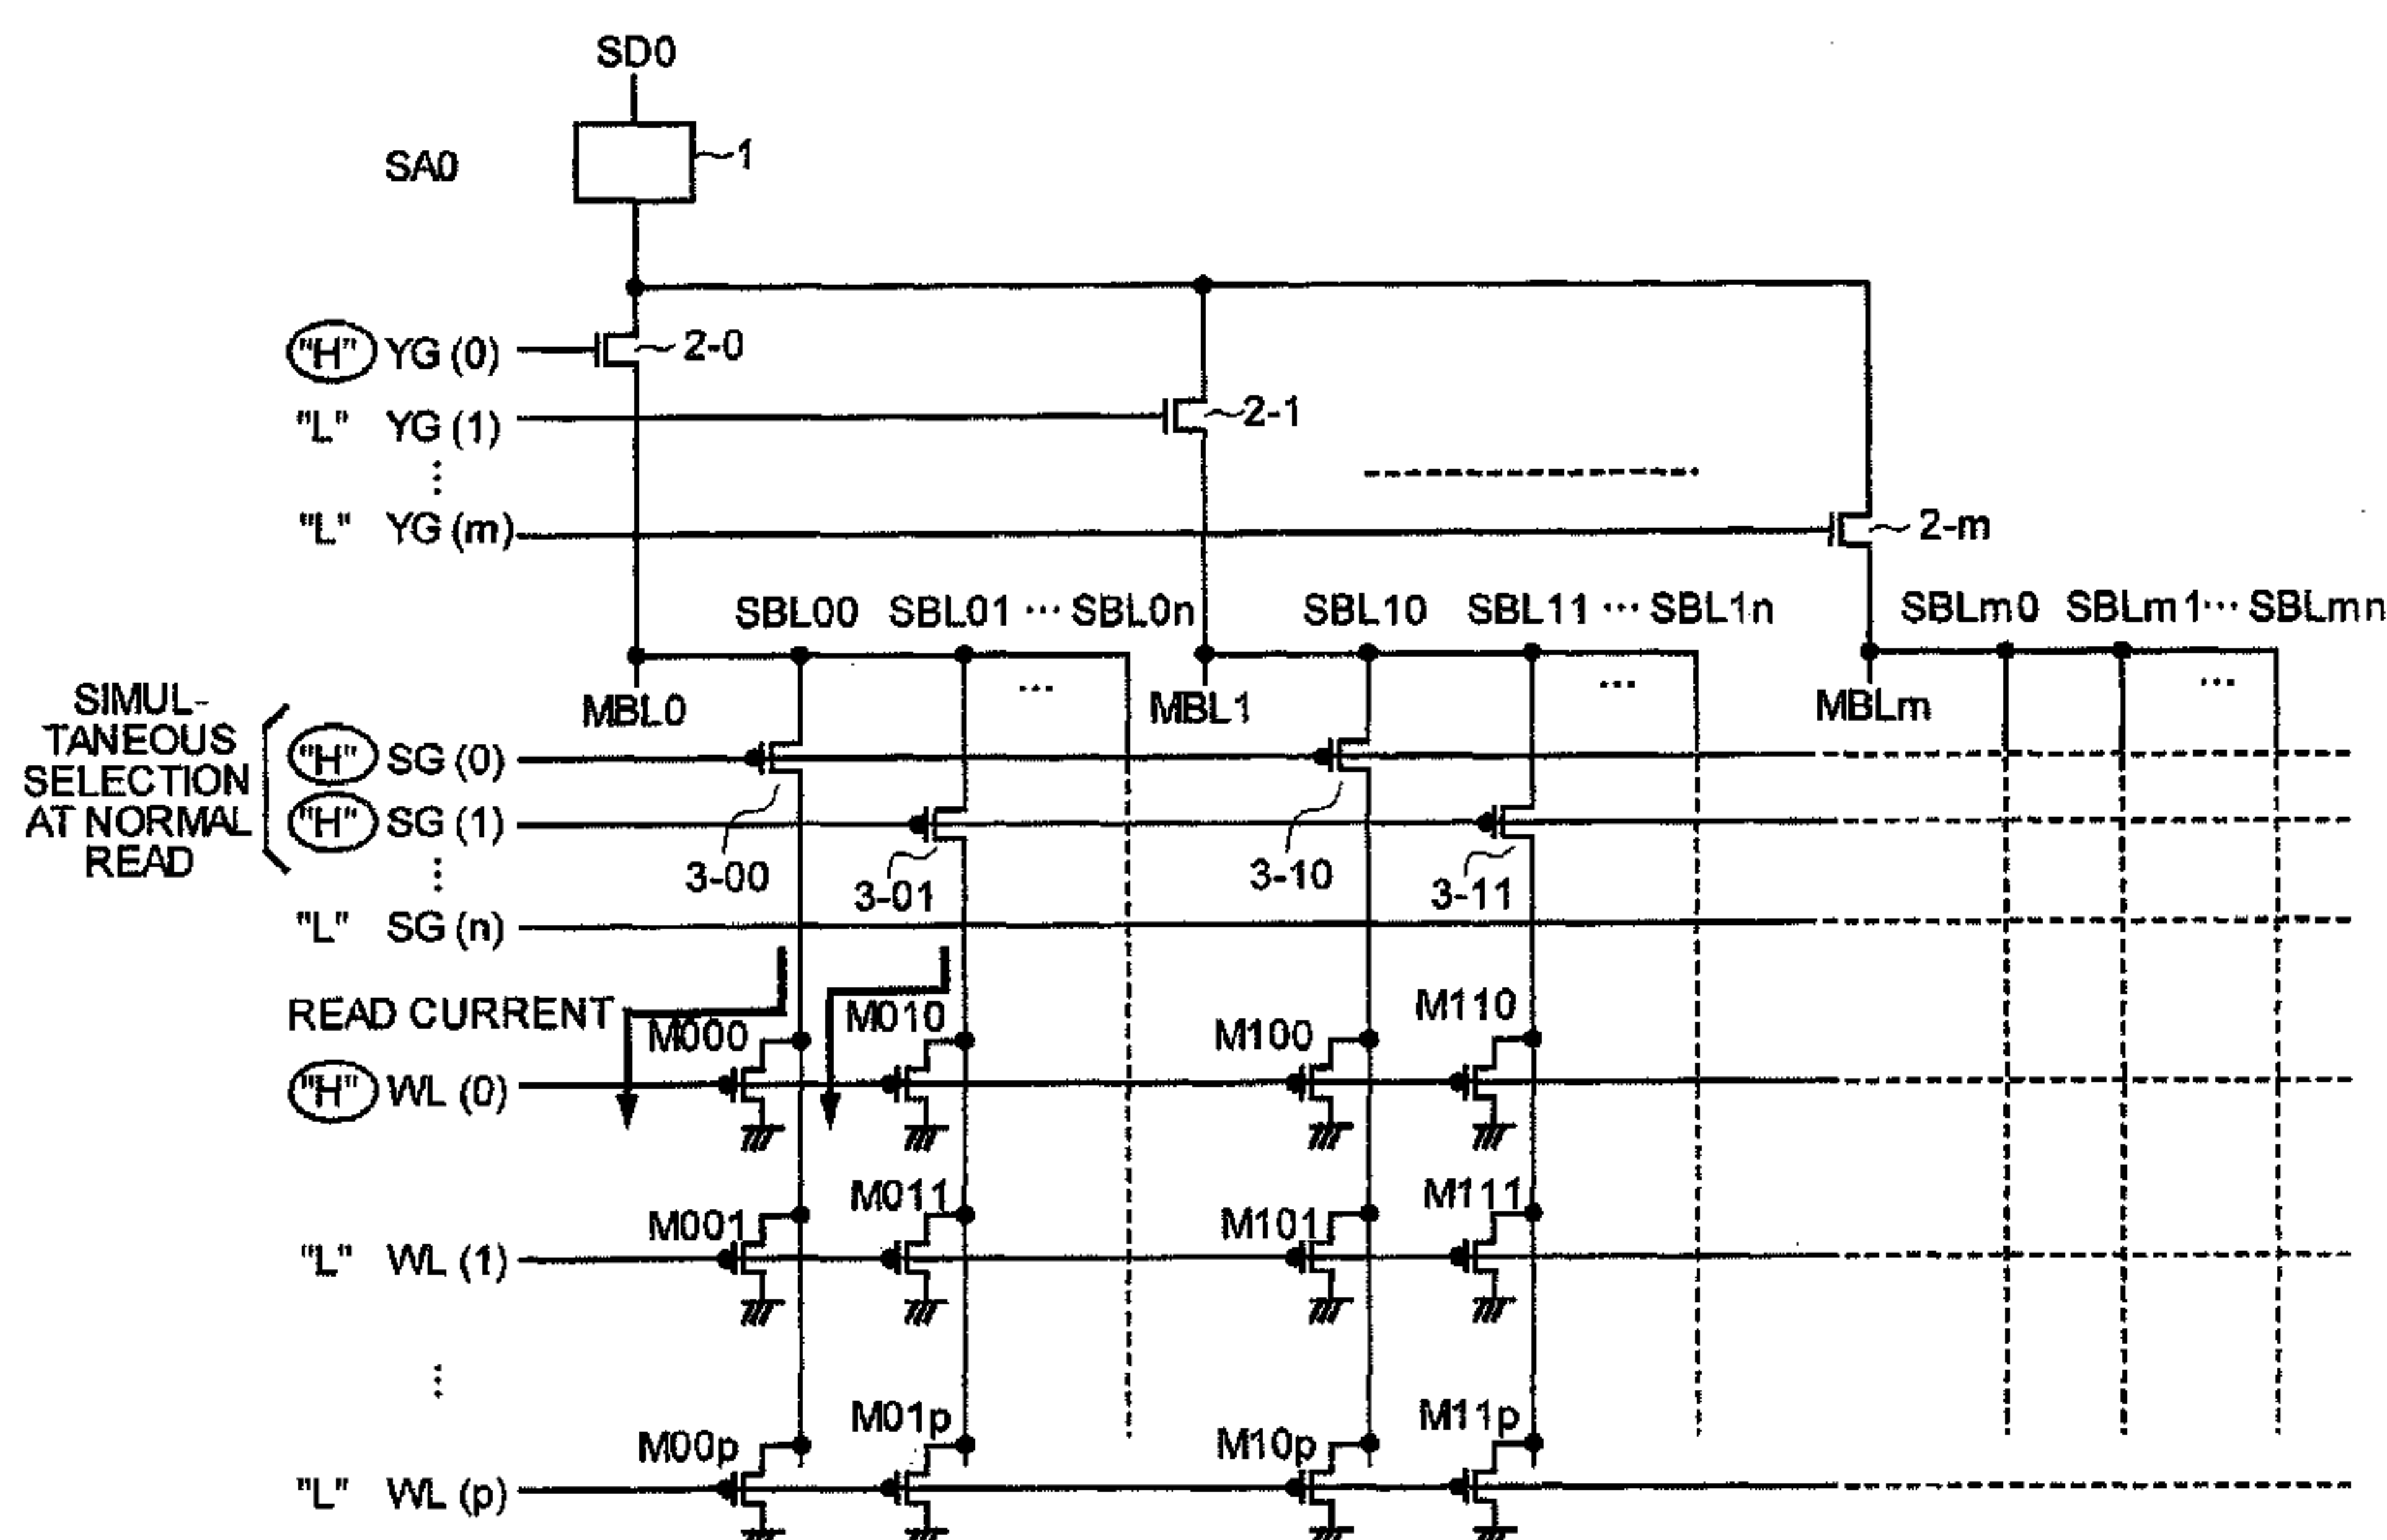 SD0
SA0 1
"H" YG (0) 2-0
"L" YG (1) 2-1
"L" YG (m) 2-m
SBL00 SBL01 ... SBL0n SBL10 SBL11 ... SBL1n SBLm0 SBLm1... SBLmn
MBL0 MBL1 MBLm
SIMUL-
TANEOUS
SELECTION
AT NORMAL
READ
"H" SG (0)
"H" SG (1)
3-00 3-01 3-10 3-11
"L" SG (n)
READ CURRENT
M000 M010 M100 M110
"H" WL (0)
M001 M011 M101 M111
"L" WL (1)
M00p M01p M10p M11p
"L" WL (p)